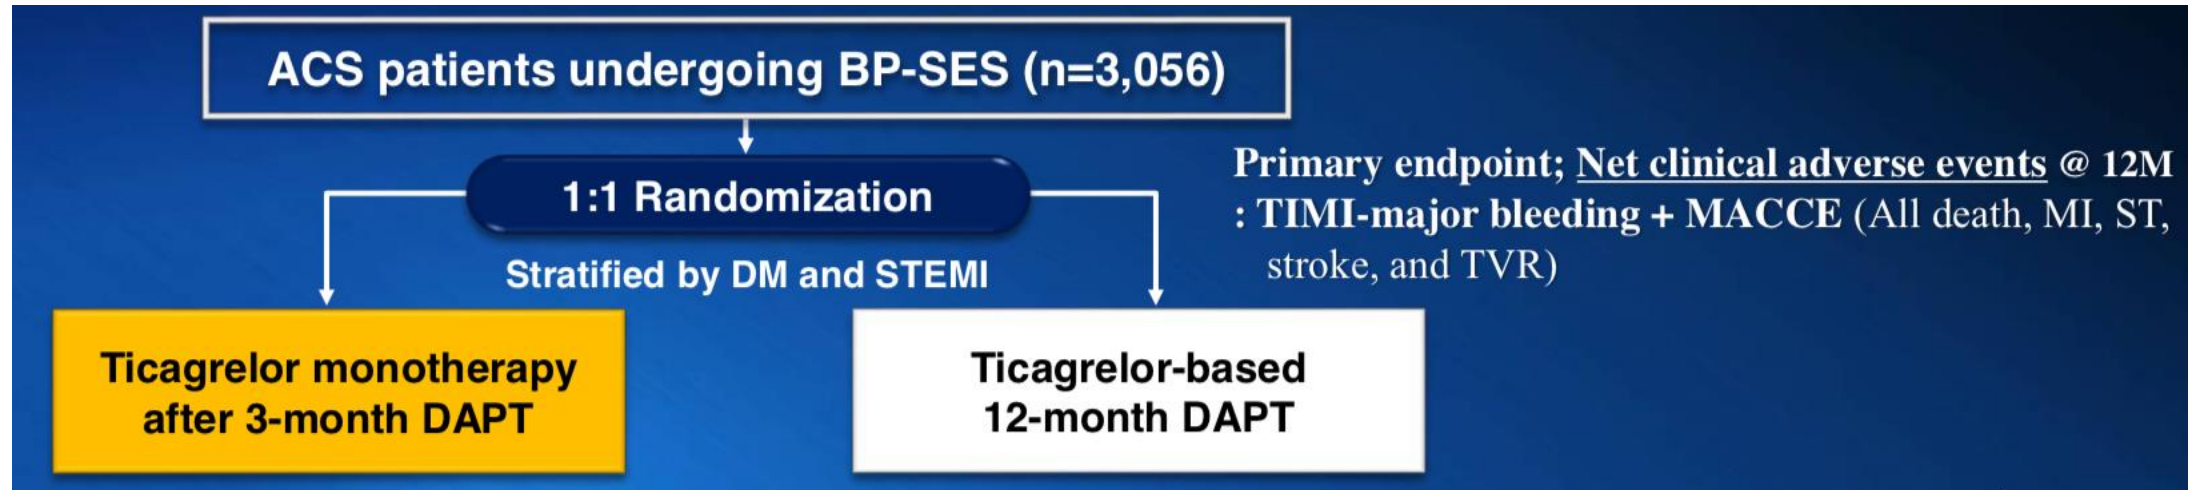 ACS patients undergoing BP-SES (n=3,056)
1:1 Randomization
Stratified by DM and STEMI
Primary endpoint; Net clinical adverse events @ 12M
: TIMI-major bleeding + MACCE (All death, MI, ST,
stroke, and TVR)
Ticagrelor monotherapy
after 3-month DAPT
Ticagrelor-based
12-month DAPT